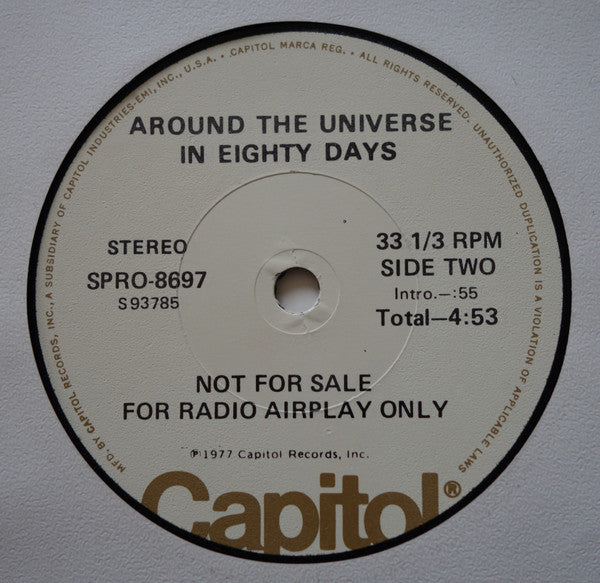 MFD. BY CAPITOL RECORDS, INC., A SUBSIDIARY OF CAPITOL INDUSTRIES-EMI, INC., U.S.A. • CAPITOL MARCA REG. • ALL RIGHTS RESERVED. UNAUTHORIZED DUPLICATION IS A VIOLATION OF APPLICABLE LAWS
AROUND THE UNIVERSE
IN EIGHTY DAYS
STEREO
SPRO-8697
S93785
33 1/3 RPM
SIDE TWO
Intro.—:55
Total—4:53
NOT FOR SALE
FOR RADIO AIRPLAY ONLY
℗1977 Capitol Records, Inc.
Capitol®